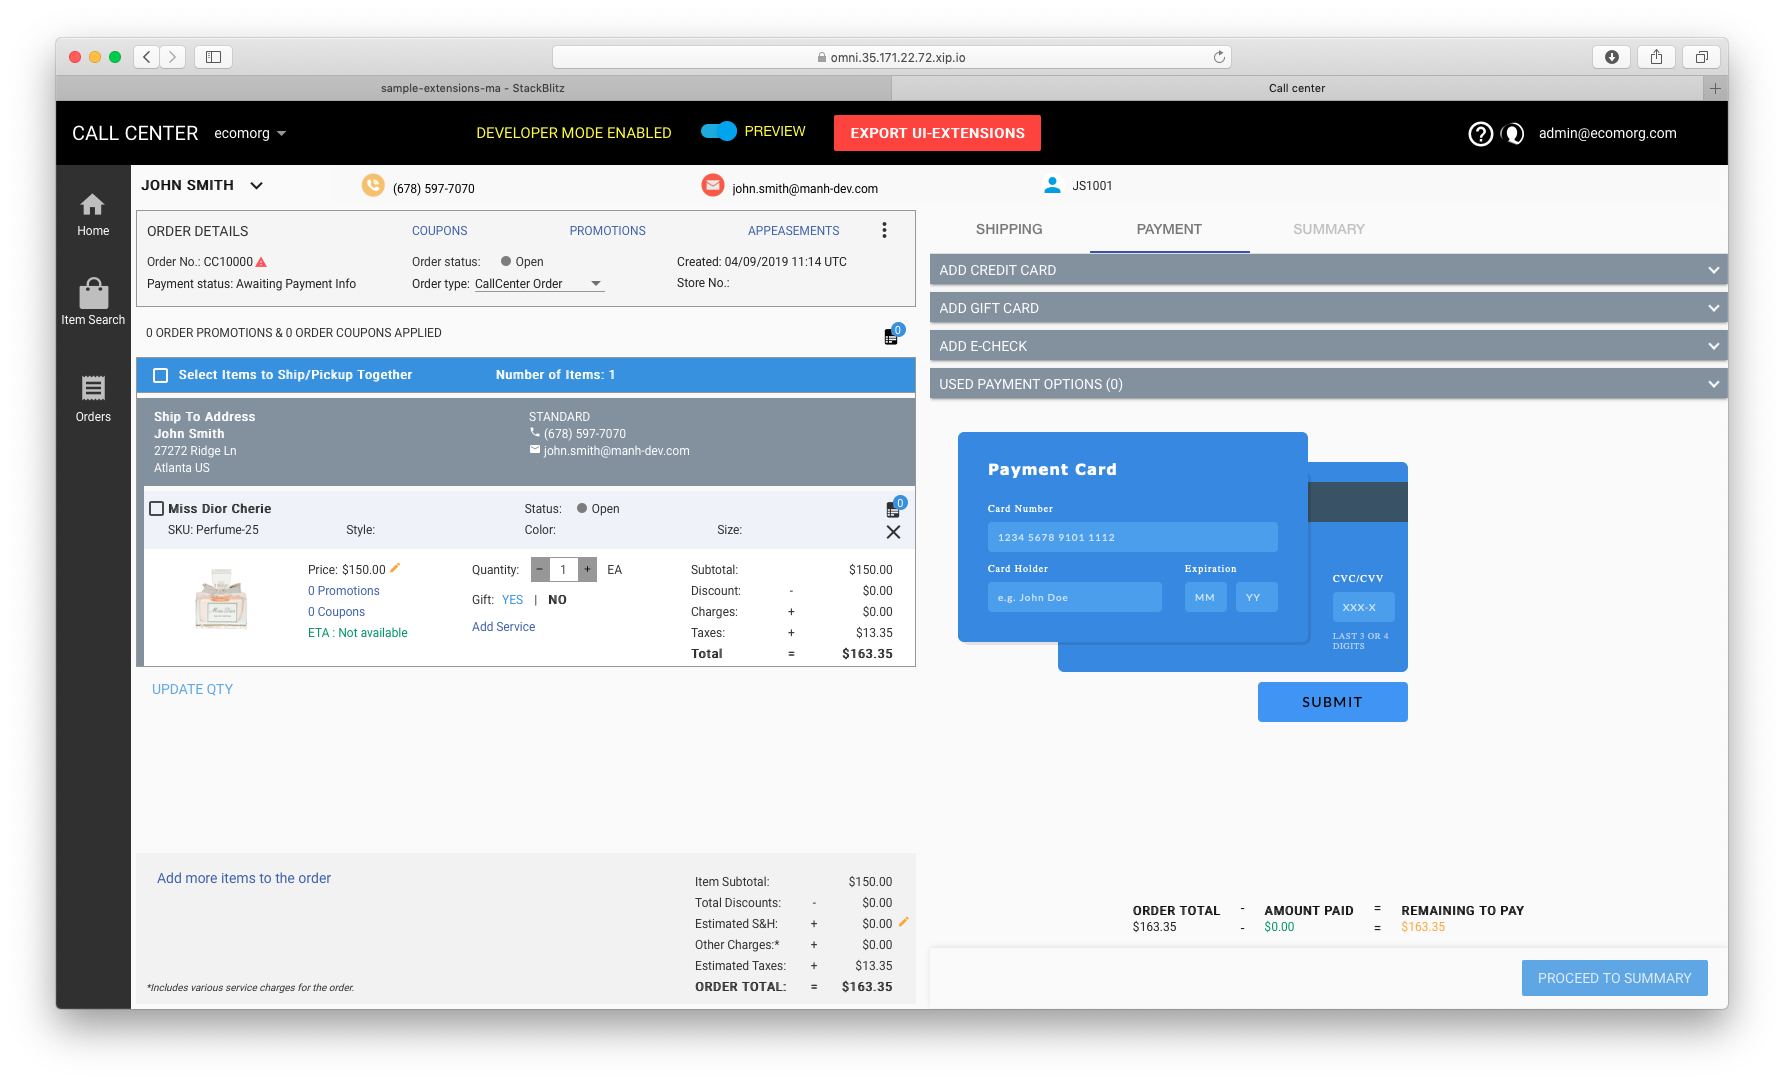 omni.35.171.22.72.xip.io
sample-extensions-ma - StackBlitz
Call center
CALL CENTER ecomorg
DEVELOPER MODE ENABLED
PREVIEW
EXPORT UI-EXTENSIONS
admin@ecomorg.com
Home
Item Search
Orders
JOHN SMITH
(678) 597-7070
john.smith@manh-dev.com
JS1001
ORDER DETAILS
COUPONS
PROMOTIONS
APPEASEMENTS
Order No.: CC10000
Order status: Open
Created: 04/09/2019 11:14 UTC
Payment status: Awaiting Payment Info
Order type: CallCenter Order
Store No.:
0 ORDER PROMOTIONS & 0 ORDER COUPONS APPLIED
0
Select Items to Ship/Pickup Together
Number of Items: 1
Ship To Address
John Smith
27272 Ridge Ln
Atlanta US
STANDARD
(678) 597-7070
john.smith@manh-dev.com
Miss Dior Cherie
Status: Open
0
SKU: Perfume-25
Style:
Color:
Size:
Price: $150.00
0 Promotions
0 Coupons
ETA : Not available
Quantity: - 1 + EA
Gift: YES | NO
Add Service
Subtotal: $150.00
Discount: - $0.00
Charges: + $0.00
Taxes: + $13.35
Total = $163.35
UPDATE QTY
Add more items to the order
*Includes various service charges for the order.
Item Subtotal: $150.00
Total Discounts: - $0.00
Estimated S&H: + $0.00
Other Charges:* + $0.00
Estimated Taxes: + $13.35
ORDER TOTAL: = $163.35
SHIPPING
PAYMENT
SUMMARY
ADD CREDIT CARD
ADD GIFT CARD
ADD E-CHECK
USED PAYMENT OPTIONS (0)
Payment Card
Card Number
1234 5678 9101 1112
Card Holder
Expiration
e.g. John Doe
MM
YY
CVC/CVV
XXX-X
LAST 3 OR 4
DIGITS
SUBMIT
ORDER TOTAL - AMOUNT PAID = REMAINING TO PAY
$163.35 - $0.00 = $163.35
PROCEED TO SUMMARY